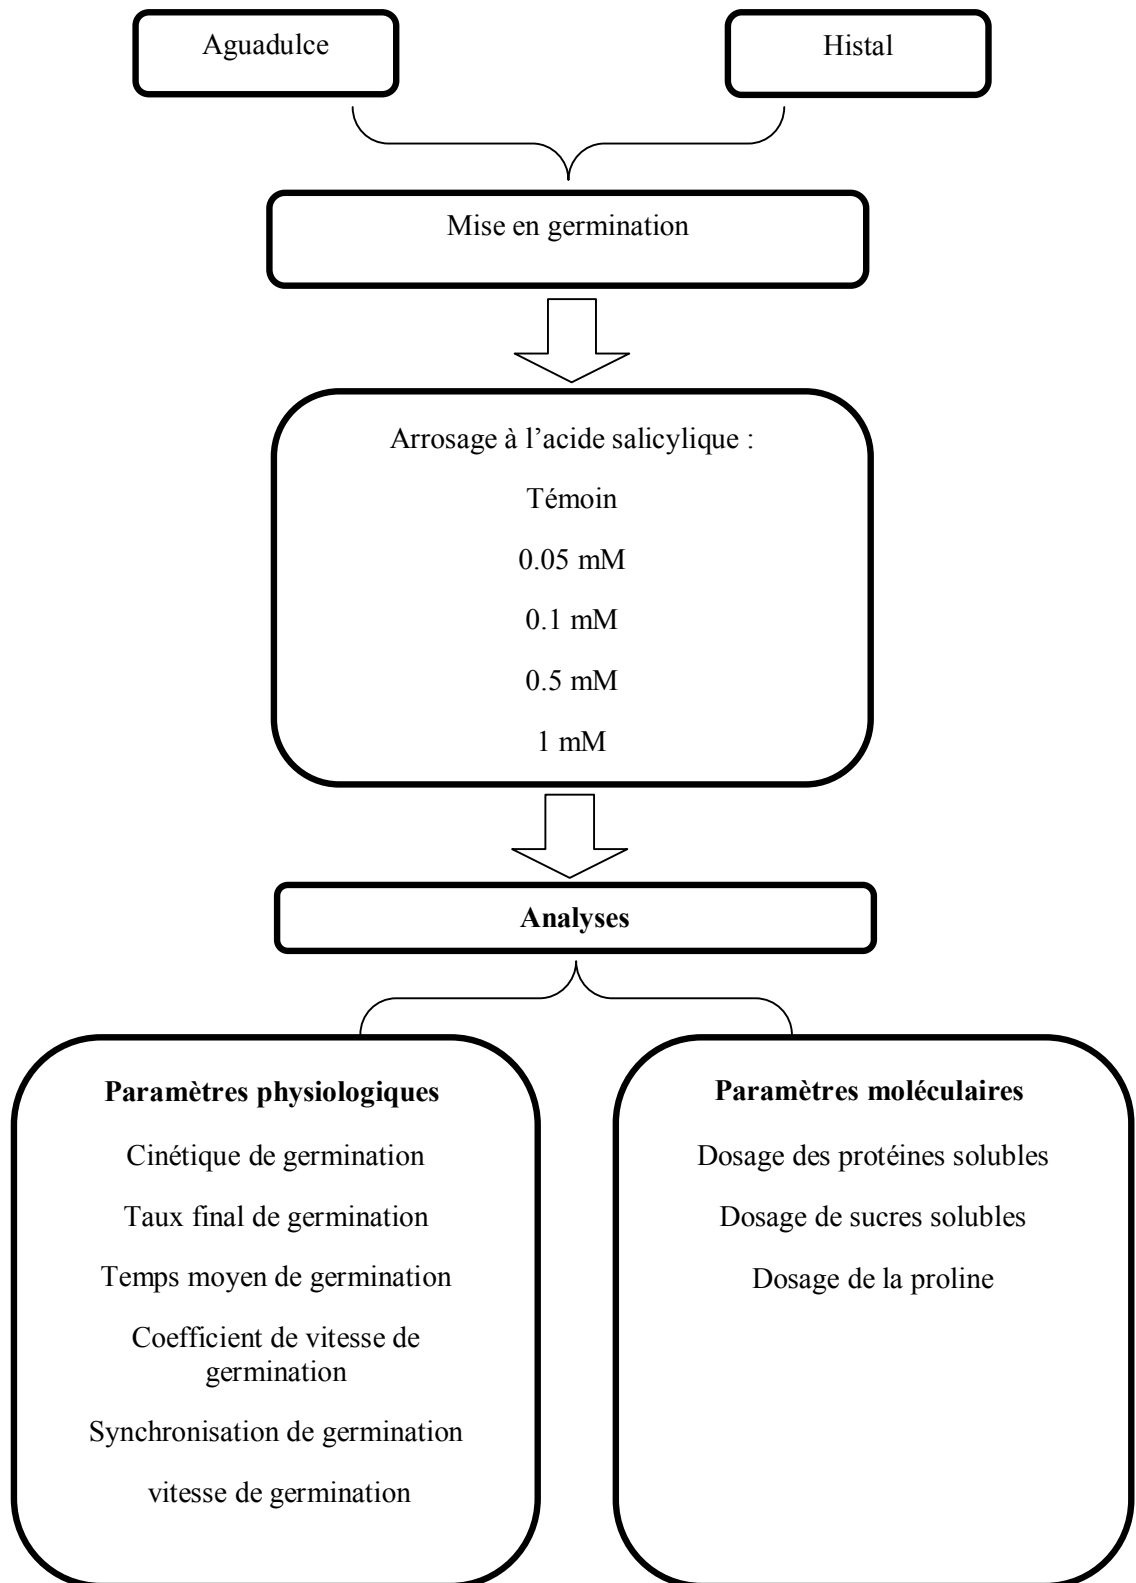 Aguadulce
Histal
Mise en germination
Arrosage à l’acide salicylique :
Témoin
0.05 mM
0.1 mM
0.5 mM
1 mM
Analyses
Paramètres physiologiques
Cinétique de germination
Taux final de germination
Temps moyen de germination
Coefficient de vitesse de
germination
Synchronisation de germination
vitesse de germination
Paramètres moléculaires
Dosage des protéines solubles
Dosage de sucres solubles
Dosage de la proline